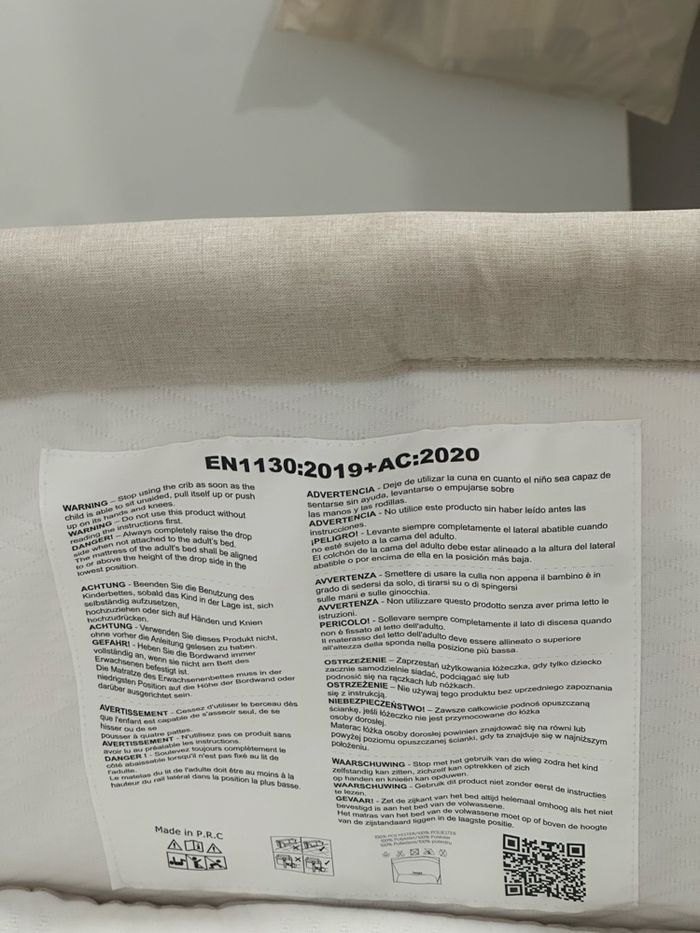 EN1130:2019+AC:2020
WARNING – Stop using the crib as soon as the
child is able to sit unaided, pull itself up or push
up on its hands and knees.
WARNING – Do not use this product without
reading the instructions first.
DANGER! – Always completely raise the drop
side when not attached to the adult's bed.
The mattress of the adult's bed shall be aligned
to or above the height of the drop side in the
lowest position.
ACHTUNG - Beenden Sie die Benutzung des
Kinderbettes, sobald das Kind in der Lage ist, sich
selbständig aufzusetzen,
hochzuziehen oder sich auf Händen und Knien
hochzudrücken.
ACHTUNG - Verwenden Sie dieses Produkt nicht,
ohne vorher die Anleitung gelesen zu haben.
GEFAHR! - Heben Sie die Bordwand immer
vollständig an, wenn sie nicht am Bett des
Erwachsenen befestigt ist.
Die Matratze des Erwachsenenbettes muss in der
niedrigsten Position auf die Höhe der Bordwand oder
darüber ausgerichtet sein.
AVERTISSEMENT - Cessez d'utiliser le berceau dès
que l'enfant est capable de s'asseoir seul, de se
hisser ou de se
pousser à quatre pattes.
AVERTISSEMENT - N'utilisez pas ce produit sans
avoir lu au préalable les instructions.
DANGER ! - Soulevez toujours complètement le
côté abaissable lorsqu'il n'est pas fixé au lit de
l'adulte.
Le matelas du lit de l'adulte doit être au moins à la
hauteur du rail latéral dans la position la plus basse.
Made in P.R.C
ADVERTENCIA - Deje de utilizar la cuna en cuanto el niño sea capaz de
sentarse sin ayuda, levantarse o empujarse sobre
las manos y las rodillas.
ADVERTENCIA - No utilice este producto sin haber leído antes las
instrucciones.
¡PELIGRO! - Levante siempre completamente el lateral abatible cuando
no esté sujeto a la cama del adulto.
El colchón de la cama del adulto debe estar alineado a la altura del lateral
abatible o por encima de ella en la posición más baja.
AVVERTENZA - Smettere di usare la culla non appena il bambino è in
grado di sedersi da solo, di tirarsi su o di spingersi
sulle mani e sulle ginocchia.
AVVERTENZA - Non utilizzare questo prodotto senza aver prima letto le
istruzioni.
PERICOLO! - Sollevare sempre completamente il lato di discesa quando
non è fissato al letto dell'adulto.
Il materasso del letto dell'adulto deve essere allineato o superiore
all'altezza della sponda nella posizione più bassa.
OSTRZEŻENIE - Zaprzestań użytkowania łóżeczka, gdy tylko dziecko
zacznie samodzielnie siadać, podciągać się lub
podnosić się na rączkach lub nóżkach.
OSTRZEŻENIE – Nie używaj tego produktu bez uprzedniego zapoznania
się z instrukcją.
NIEBEZPIECZEŃSTWO! – Zawsze całkowicie podnoś opuszczaną
ściankę, jeśli łóżeczko nie jest przymocowane do łóżka
osoby dorosłej.
Materac łóżka osoby dorosłej powinien znajdować się na równi lub
powyżej poziomu opuszczanej ścianki, gdy ta znajduje się w najniższym
położeniu.
WAARSCHUWING - Stop met het gebruik van de wieg zodra het kind
zelfstandig kan zitten, zichzelf kan optrekken of zich
op handen en knieën kan opduwen.
WAARSCHUWING - Gebruik dit product niet zonder eerst de instructies
te lezen.
GEVAAR! - Zet de zijkant van het bed altijd helemaal omhoog als het niet
bevestigd is aan het bed van de volwassene.
Het matras van het bed van de volwassene moet op of boven de hoogte
van de zijstandaard liggen in de laagste positie.
100% POLYESTER/100% POLIESTER
100% Polyester/100% Polyester
100% Poliestere/100% poliestru